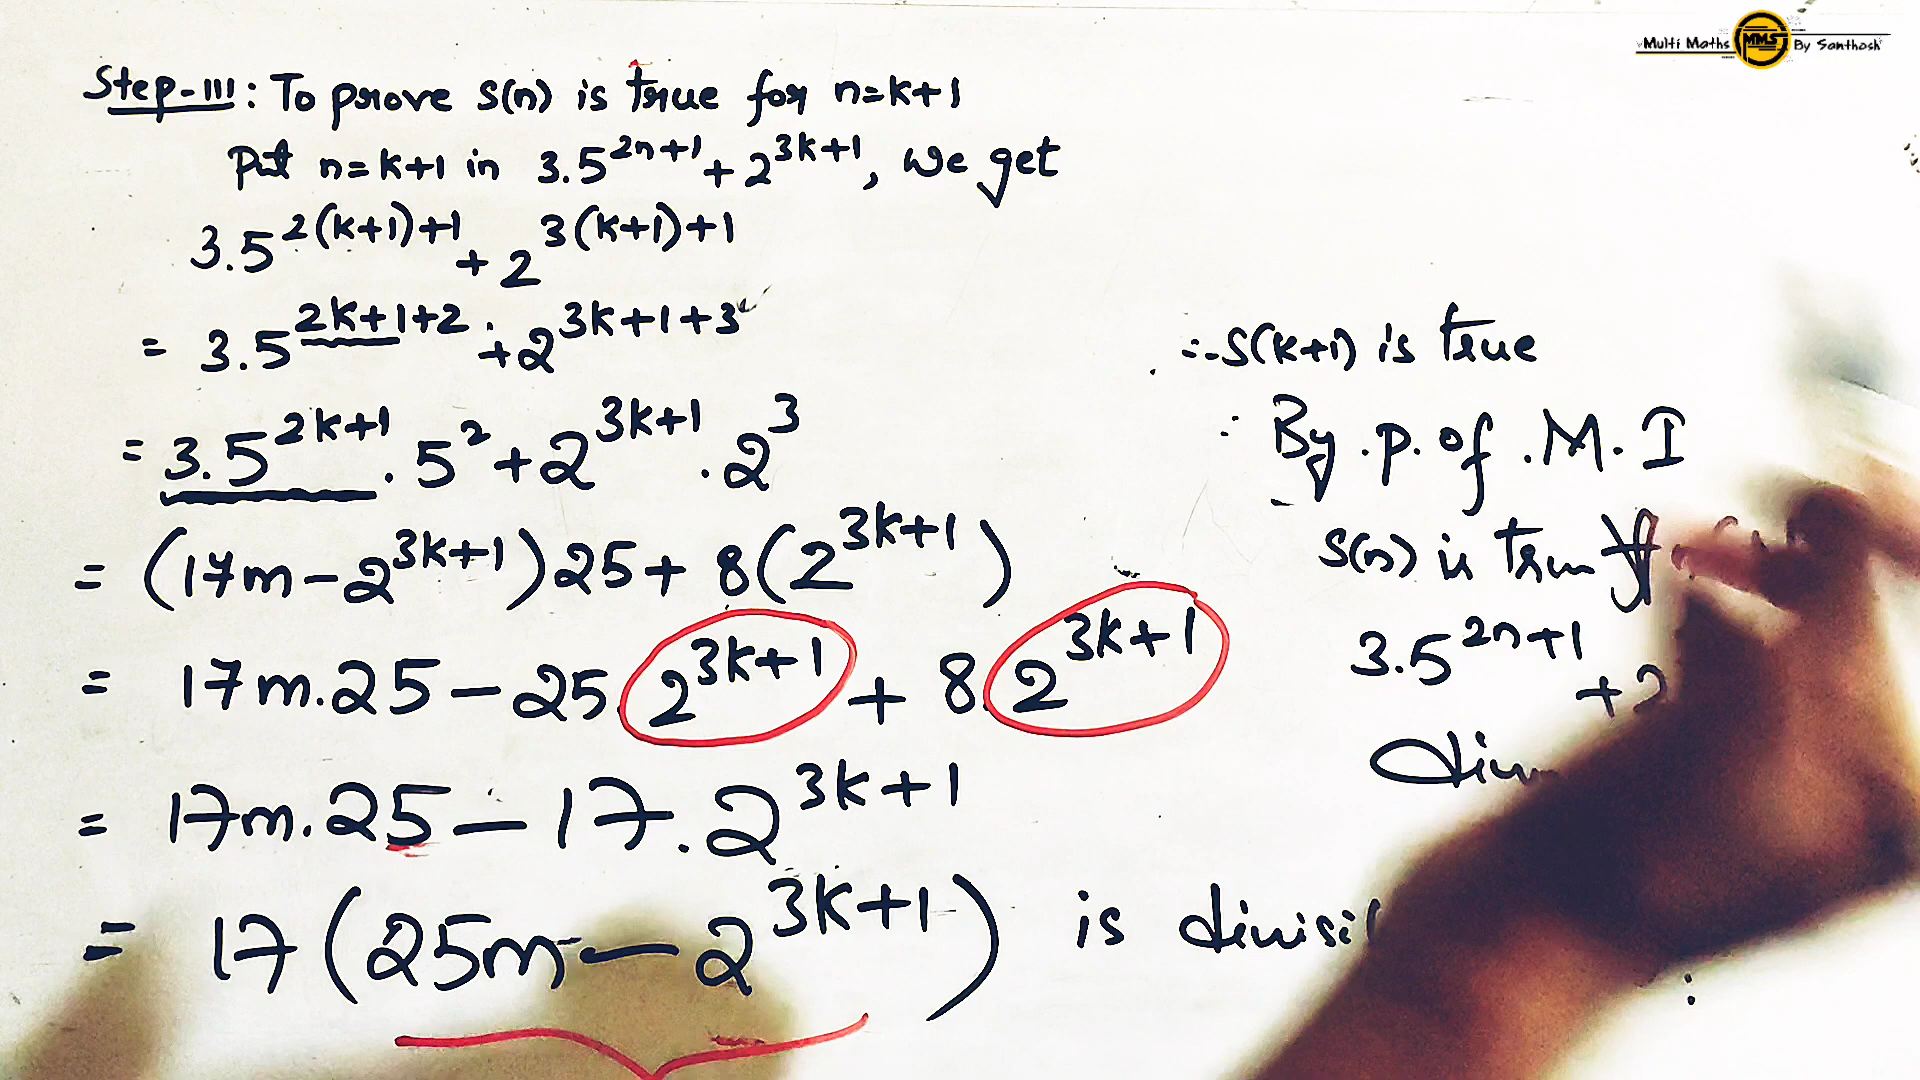 Multi Maths MMS By Santhosh
Step-III: To prove S(n) is true for n=k+1
Put n=k+1 in 3.5^{2n+1}+2^{3k+1}, we get
3.5^{2(k+1)+1}+2^{3(k+1)+1}
= 3.5^{2k+1+2}+2^{3k+1+3}
= 3.5^{2k+1}.5^2+2^{3k+1}.2^3
= (17m-2^{3k+1})25+8(2^{3k+1})
= 17m.25-25.2^{3k+1}+8.2^{3k+1}
= 17m.25-17.2^{3k+1}
= 17(25m-2^{3k+1}) is
∴ S(k+1) is true
∴ By.p.of.M.I
S(n) is
3.5^{2n+1}
+2